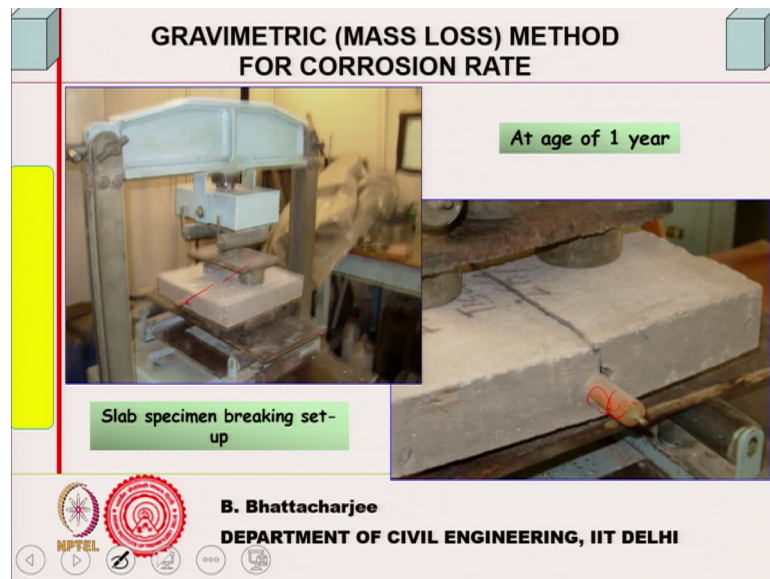 GRAVIMETRIC (MASS LOSS) METHOD
FOR CORROSION RATE
At age of 1 year
Slab specimen breaking set-
up
NPTEL
B. Bhattacharjee
DEPARTMENT OF CIVIL ENGINEERING, IIT DELHI